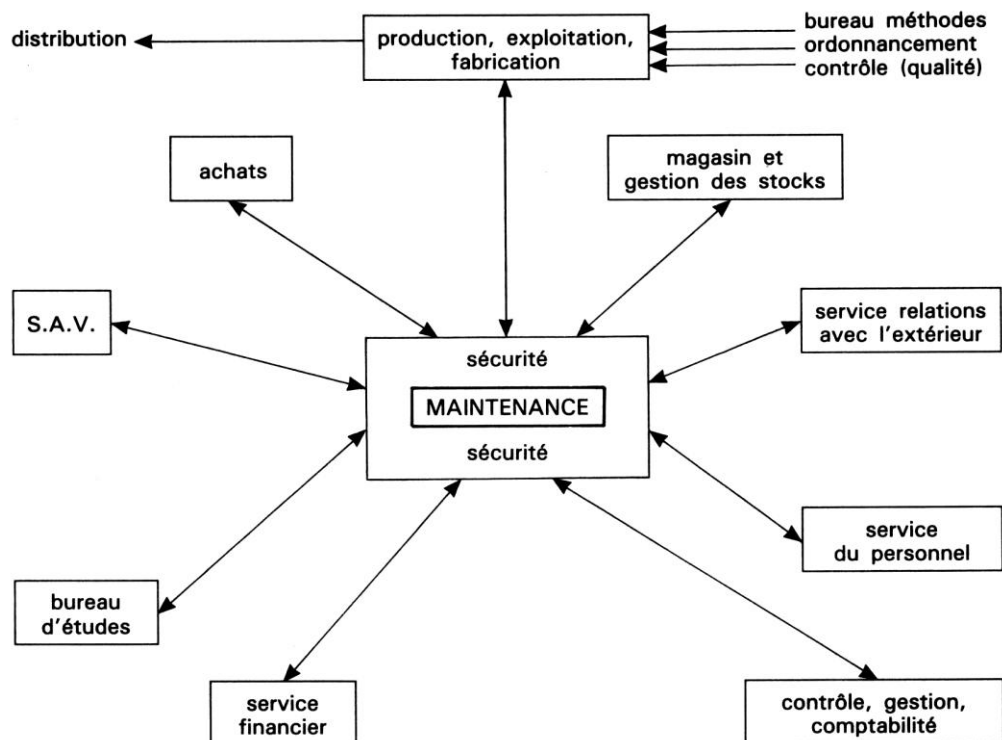 distribution
production, exploitation,
fabrication
bureau méthodes
ordonnancement
contrôle (qualité)
achats
magasin et
gestion des stocks
S.A.V.
service relations
avec l'extérieur
sécurité
MAINTENANCE
sécurité
service
du personnel
bureau
d'études
service
financier
contrôle, gestion,
comptabilité